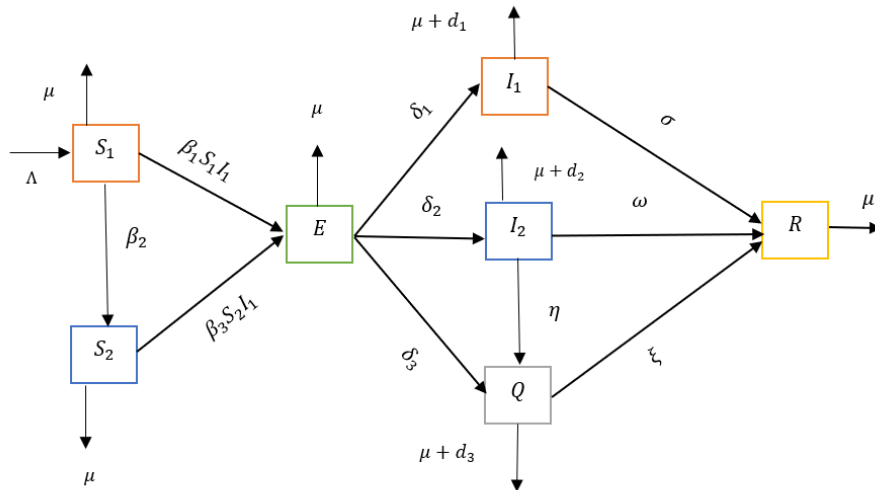 μ + d₁
I₁
μ
δ₁
σ
μ
S₁
β₁S₁I₁
Λ
μ + d₂
δ₂
I₂
ω
R
μ
E
β₂
η
S₂
β₃S₂I₁
δ₃
Q
ξ
μ
μ + d₃